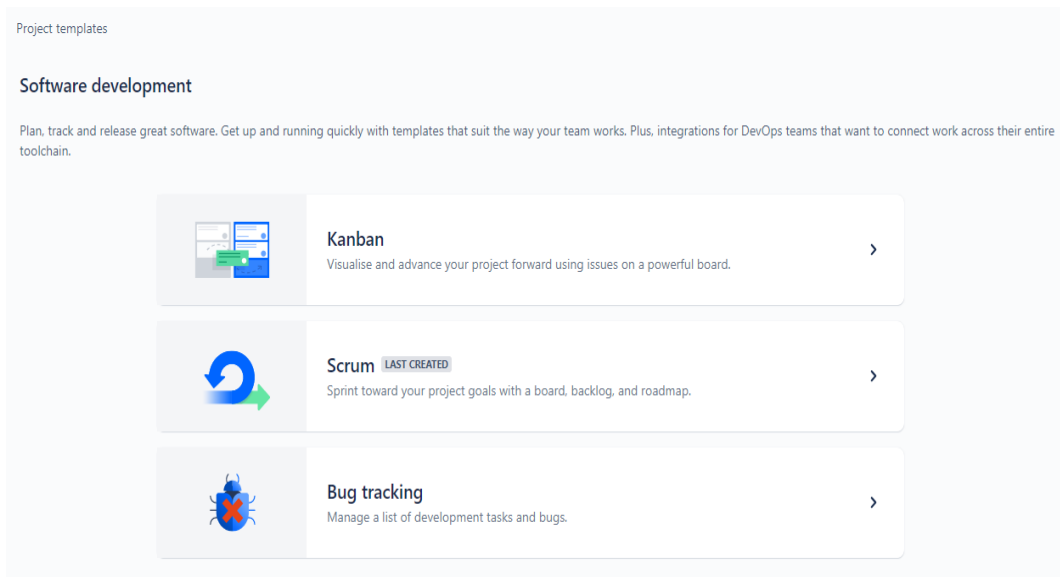 Project templates
Software development
Plan, track and release great software. Get up and running quickly with templates that suit the way your team works. Plus, integrations for DevOps teams that want to connect work across their entire
toolchain.
Kanban
Visualise and advance your project forward using issues on a powerful board.
Scrum LAST CREATED
Sprint toward your project goals with a board, backlog, and roadmap.
Bug tracking
Manage a list of development tasks and bugs.